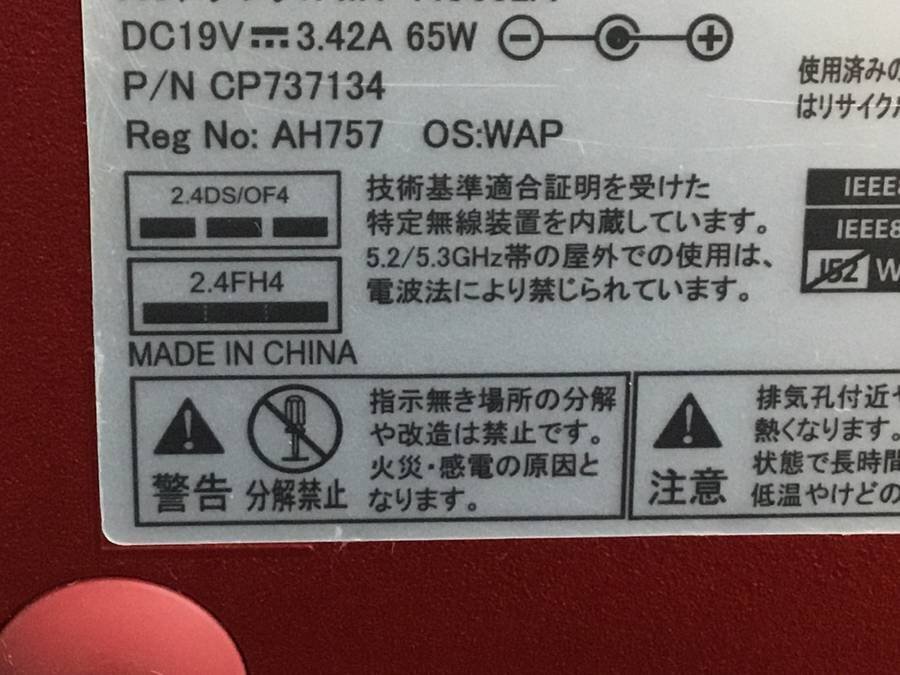 DC19V 3.42A 65W
P/N CP737134
Reg No: AH757 OS:WAP
使用済みの
はリサイクル
2.4DS/OF4
2.4FH4
MADE IN CHINA
技術基準適合証明を受けた
特定無線装置を内蔵しています。
5.2/5.3GHz帯の屋外での使用は、
電波法により禁じられています。
IEEE8
IEEE8
J52 W
警告
分解禁止
指示無き場所の分解
や改造は禁止です。
火災・感電の原因と
なります。
注意
排気孔付近や
熱くなります。
状態で長時間
低温やけどの